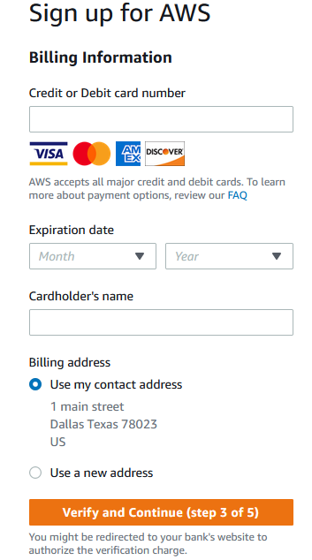 Sign up for AWS
Billing Information
Credit or Debit card number
VISA AM EX DISCOVER
AWS accepts all major credit and debit cards. To learn
more about payment options, review our FAQ
Expiration date
Month Year
Cardholder's name
Billing address
Use my contact address
1 main street
Dallas Texas 78023
US
Use a new address
Verify and Continue (step 3 of 5)
You might be redirected to your bank's website to
authorize the verification charge.